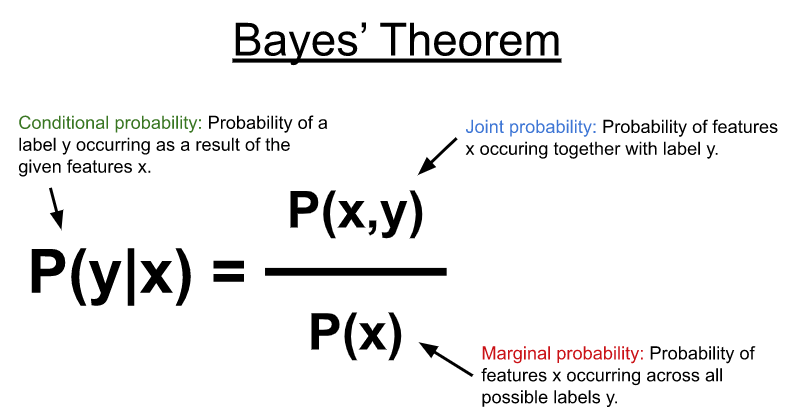 Bayes’ Theorem
Conditional probability: Probability of a
label y occurring as a result of the
given features x.
Joint probability: Probability of features
x occuring together with label y.
P(y|x) =
P(x,y)
P(x)
Marginal probability: Probability of
features x occurring across all
possible labels y.